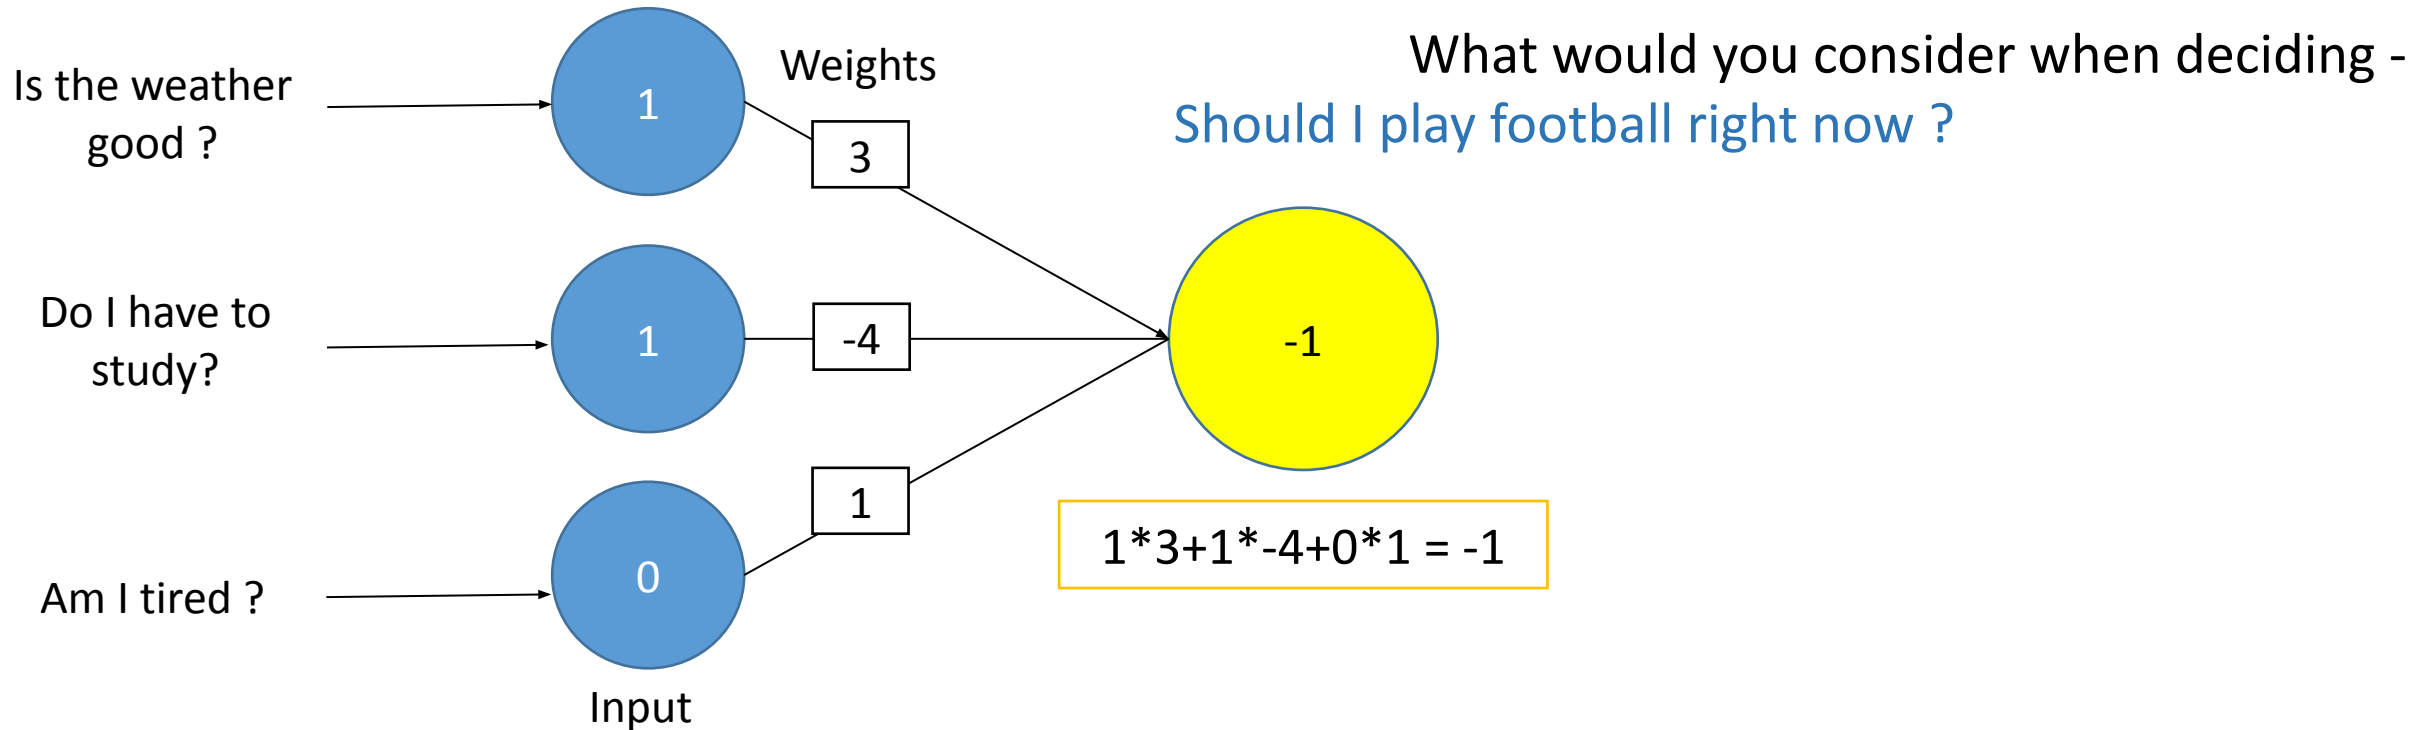 What would you consider when deciding -
Should I play football right now ?
Weights
Is the weather
good ?
1
3
Do I have to
study?
1
-4
-1
Am I tired ?
0
1
1*3+1*-4+0*1 = -1
Input